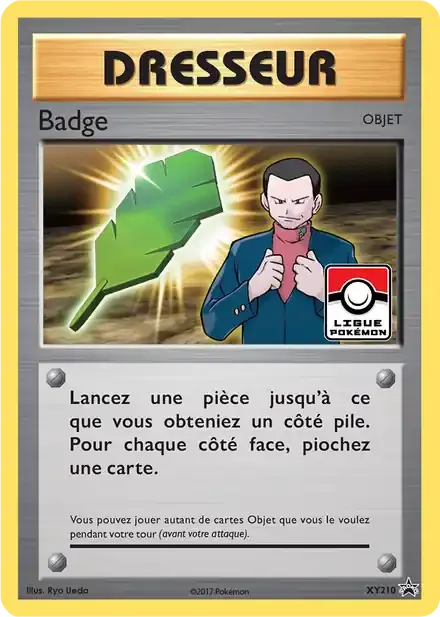 DRESSEUR
Badge
OBJET
LIGUE
POKÉMON
Lancez une pièce jusqu'à ce
que vous obteniez un côté pile.
Pour chaque côté face, piochez
une carte.
Vous pouvez jouer autant de cartes Objet que vous le voulez
pendant votre tour (avant votre attaque).
Illus. Ryo Ueda
©2017 Pokémon
XY210